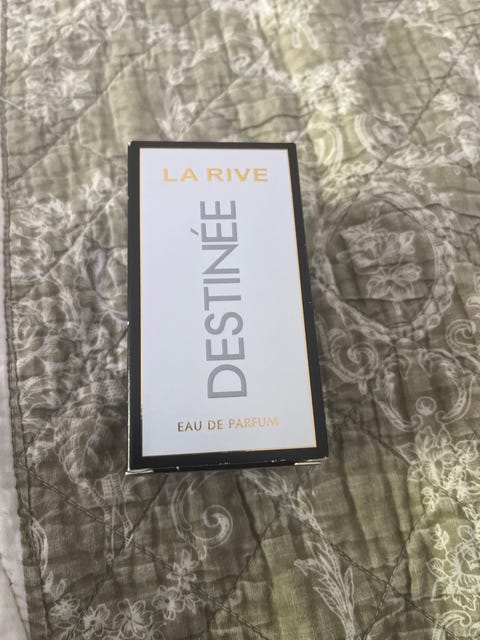 LA RIVE
DESTINÉE
EAU DE PARFUM